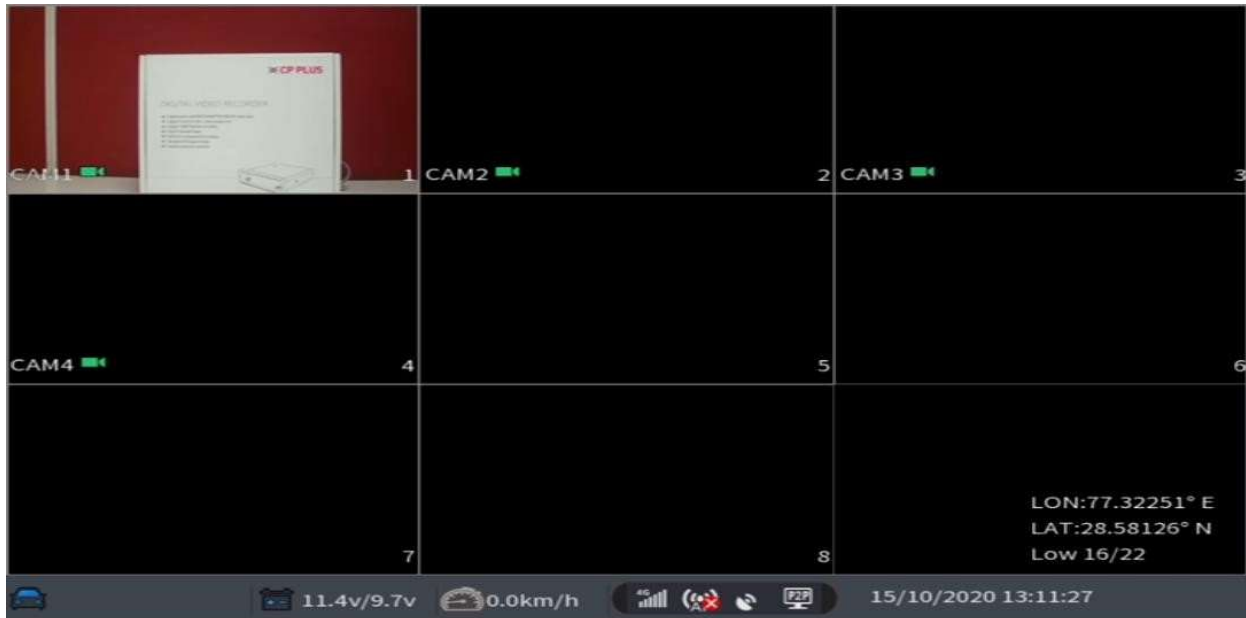 CP PLUS
DIGITAL VIDEO RECORDER
CAM1 1
CAM2 2
CAM3 3
CAM4 4
5
6
7
8
LON:77.32251° E
LAT:28.58126° N
Low 16/22
11.4v/9.7v
0.0km/h
4G
P2P
15/10/2020 13:11:27